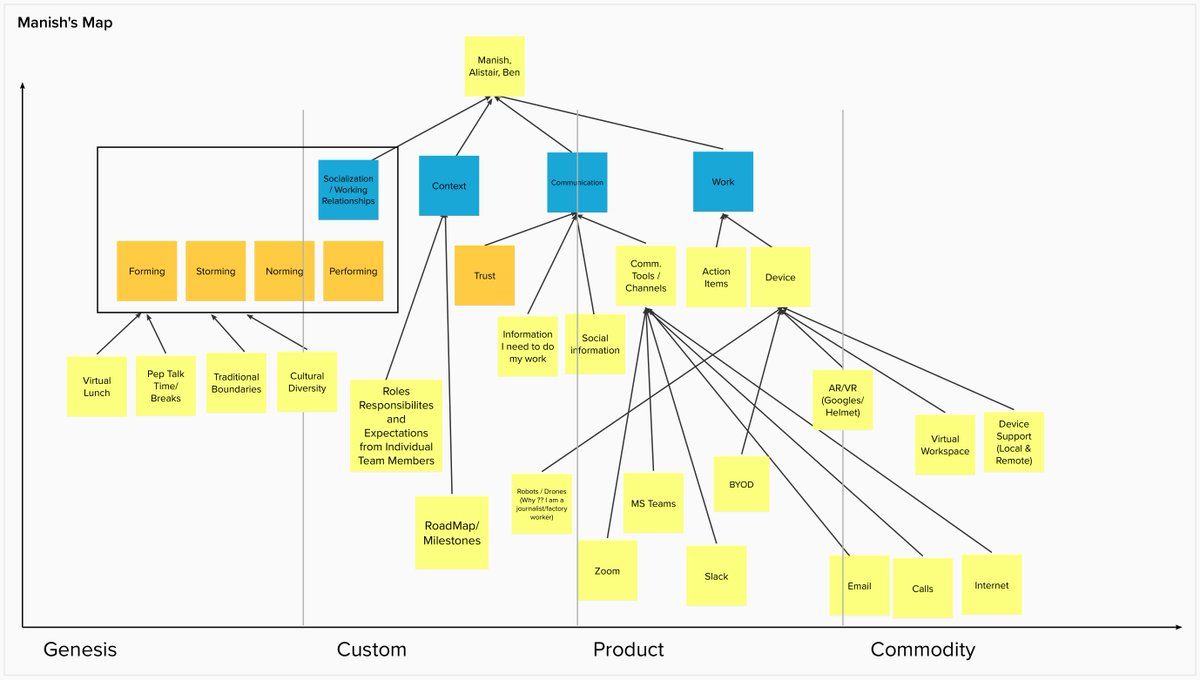 Manish's Map
Manish,
Alistair, Ben
Socialization
/ Working
Relationships
Context
Communication
Work
Forming
Storming
Norming
Performing
Trust
Comm.
Tools /
Channels
Action
Items
Device
Information
I need to do
my work
Social
information
Virtual
Lunch
Pep Talk
Time/
Breaks
Traditional
Boundaries
Cultural
Diversity
Roles
Responsibilites
and
Expectations
from Individual
Team Members
AR/VR
(Googles/
Helmet)
Virtual
Workspace
Device
Support
(Local &
Remote)
RoadMap/
Milestones
Robots / Drones
(Why ?? I am a
journalist/factory
worker)
MS Teams
BYOD
Zoom
Slack
Email
Calls
Internet
Genesis
Custom
Product
Commodity